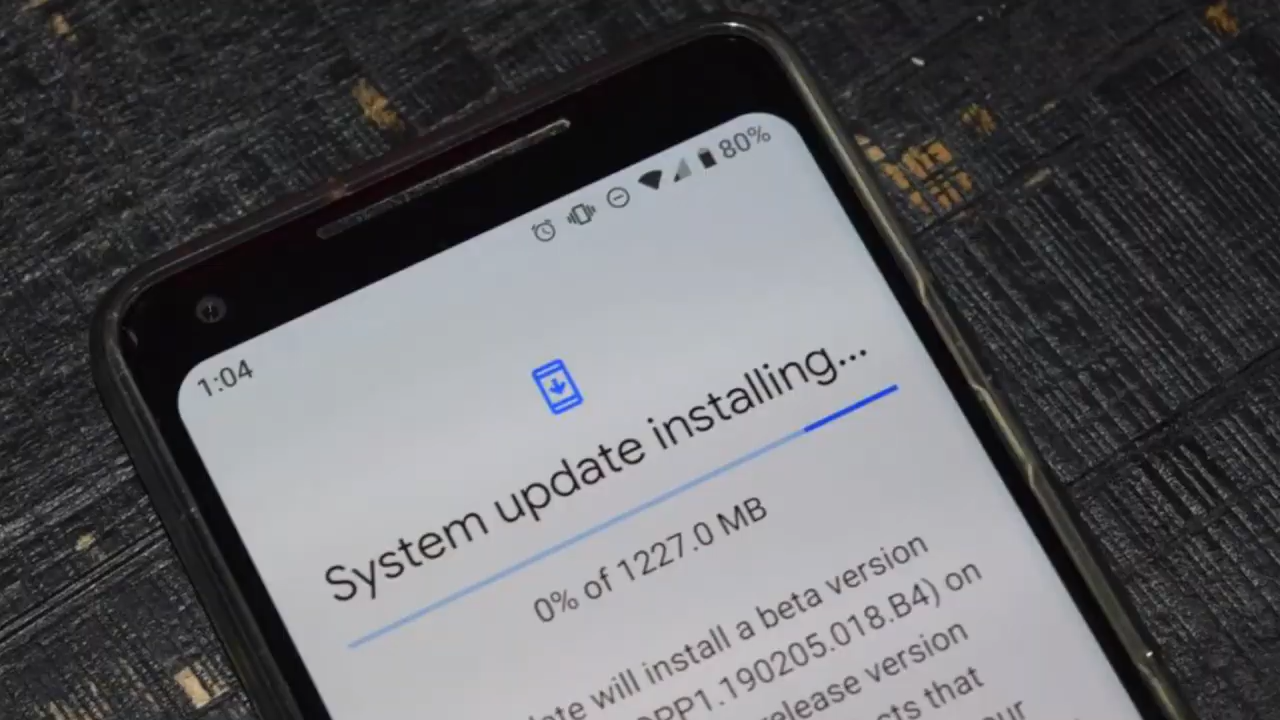 1:04
80%
System update installing...
0% of 1227.0 MB
will install a beta version
190205.018.B4) on
version
that